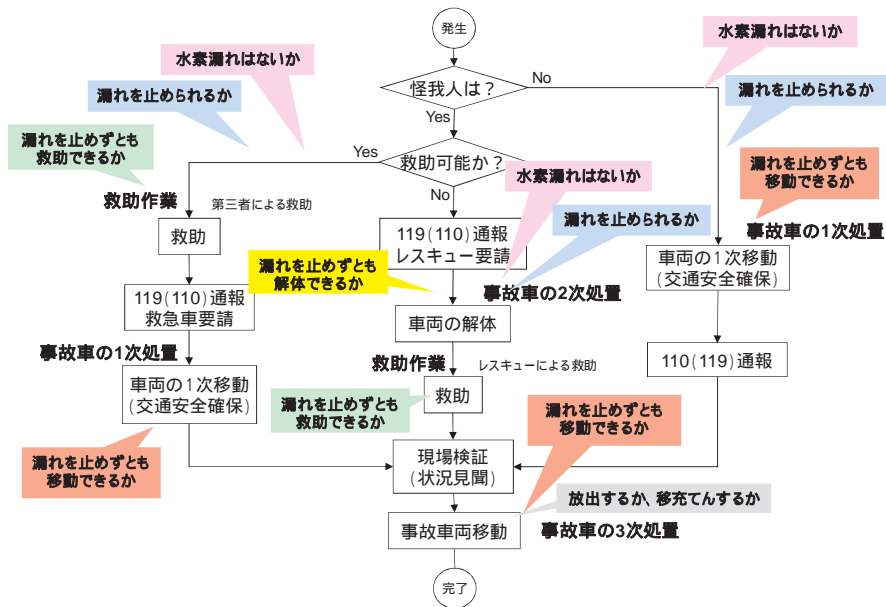 発生
水素漏れはないか
水素漏れはないか
怪我人は？
No
漏れを止められるか
漏れを止められるか
Yes
漏れを止めずとも
救助できるか
Yes
救助可能か？
漏れを止めずとも
移動できるか
水素漏れはないか
No
救助作業
第三者による救助
漏れを止められるか
事故車の1次処置
救助
119(110)通報
レスキュー要請
車両の1次移動
(交通安全確保)
漏れを止めずとも
解体できるか
事故車の2次処置
119(110)通報
救急車要請
車両の解体
事故車の1次処置
救助作業
レスキューによる救助
110(119)通報
車両の1次移動
(交通安全確保)
救助
漏れを止めずとも
救助できるか
漏れを止めずとも
移動できるか
漏れを止めずとも
移動できるか
現場検証
(状況見聞)
放出するか、移充てんするか
事故車両移動
事故車の3次処置
完了